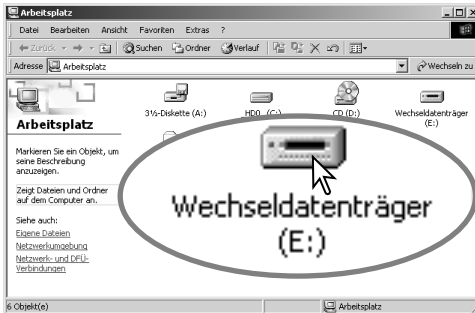 Arbeitsplatz
Datei Bearbeiten Ansicht Favoriten Extras ?
Zurück Suchen Ordner Verlauf
Adresse Arbeitsplatz Wechseln zu
Arbeitsplatz
Markieren Sie ein Objekt, um
seine Beschreibung
anzuzeigen.
Zeigt Dateien und Ordner
auf dem Computer an.
Siehe auch:
Eigene Dateien
Netzwerkumgebung
Netzwerk- und DFÜ-
Verbindungen
3½-Diskette (A:) HD0_ (C:) CD (D:) Wechseldatenträger
(E:)
Wechseldatenträger
(E:)
6 Objekt(e) Arbeitsplatz